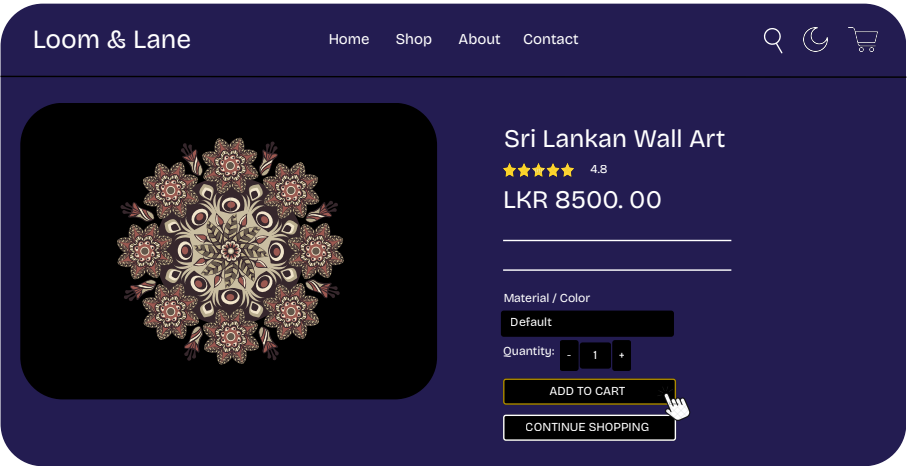 Loom & Lane
Home Shop About Contact
Sri Lankan Wall Art
4.8
LKR 8500. 00
Material / Color
Default
Quantity: - 1 +
ADD TO CART
CONTINUE SHOPPING